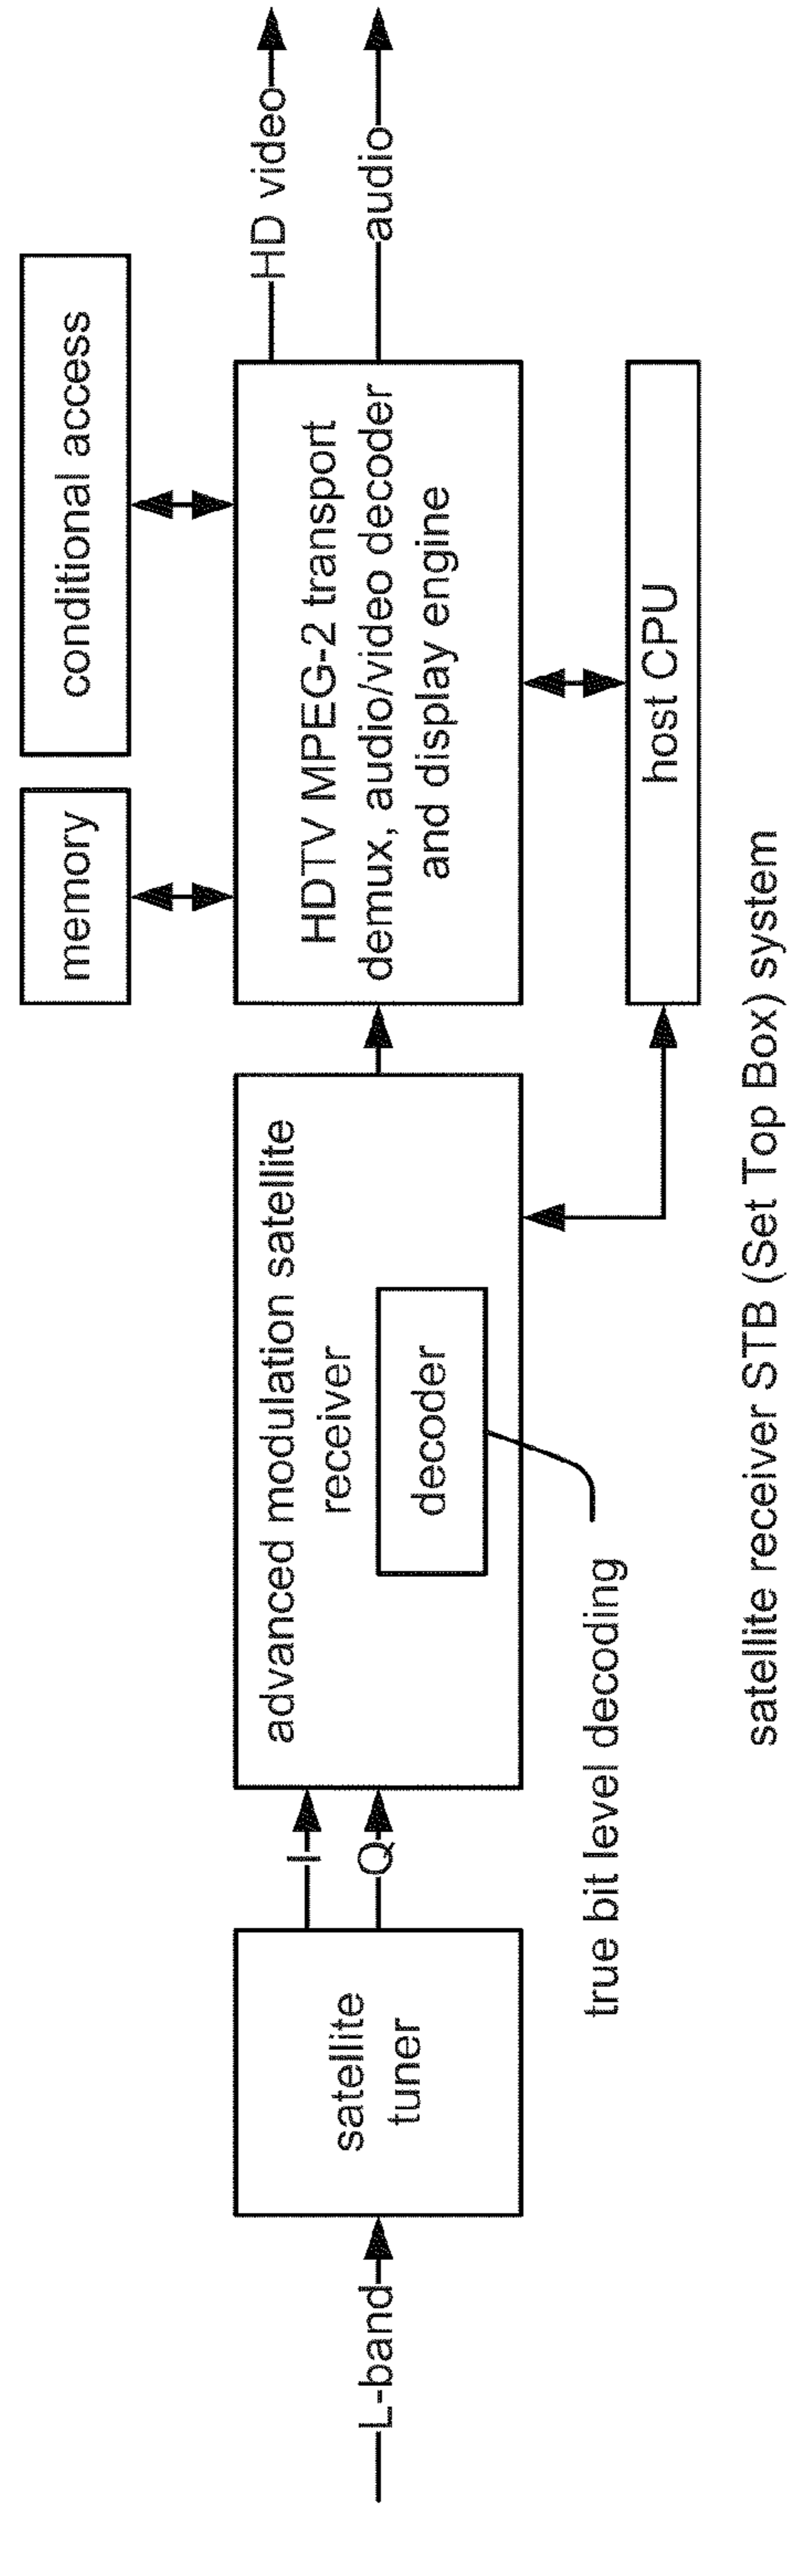 memory
conditional access
HD video
audio
L-band
satellite
tuner
I
Q
advanced modulation satellite
receiver
decoder
HDTV MPEG-2 transport
demux, audio/video decoder
and display engine
true bit level decoding
host CPU
satellite receiver STB (Set Top Box) system